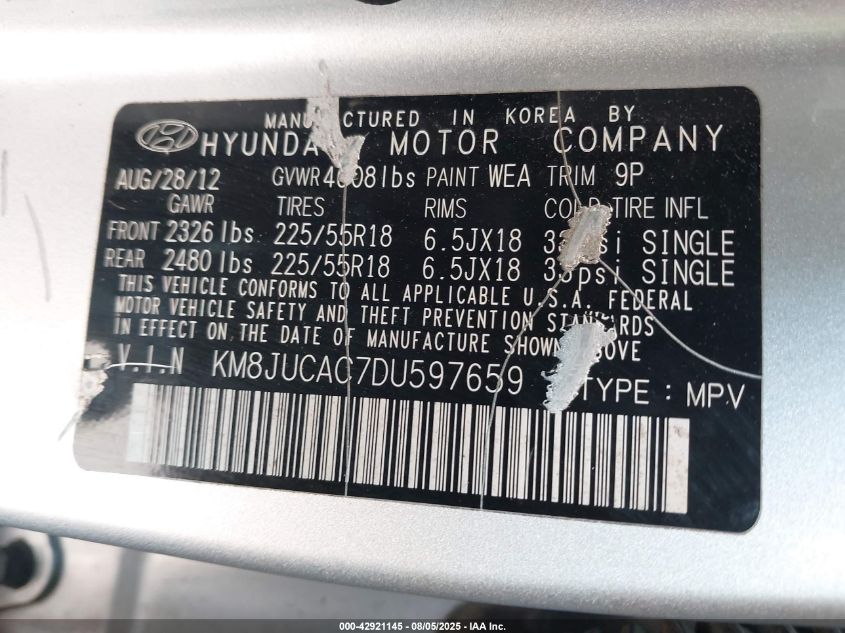 MANUFACTURED IN KOREA BY
HYUNDAI MOTOR COMPANY
AUG/28/12 GVWR lbs PAINT WEA TRIM 9P
GAWR TIRES RIMS COLD TIRE INFL
FRONT 2326 lbs 225/55R18 6.5JX18 SINGLE
REAR 2480 lbs 225/55R18 6.5JX18 SINGLE
THIS VEHICLE CONFORMS TO ALL APPLICABLE U.S.A. FEDERAL
MOTOR VEHICLE SAFETY AND THEFT PREVENTION STANDARDS
IN EFFECT ON THE DATE OF MANUFACTURE SHOWN ABOVE
V.I.N KM8JUCAC7DU597659 TYPE : MPV
000-42921145 - 08/05/2025 - IAA Inc.